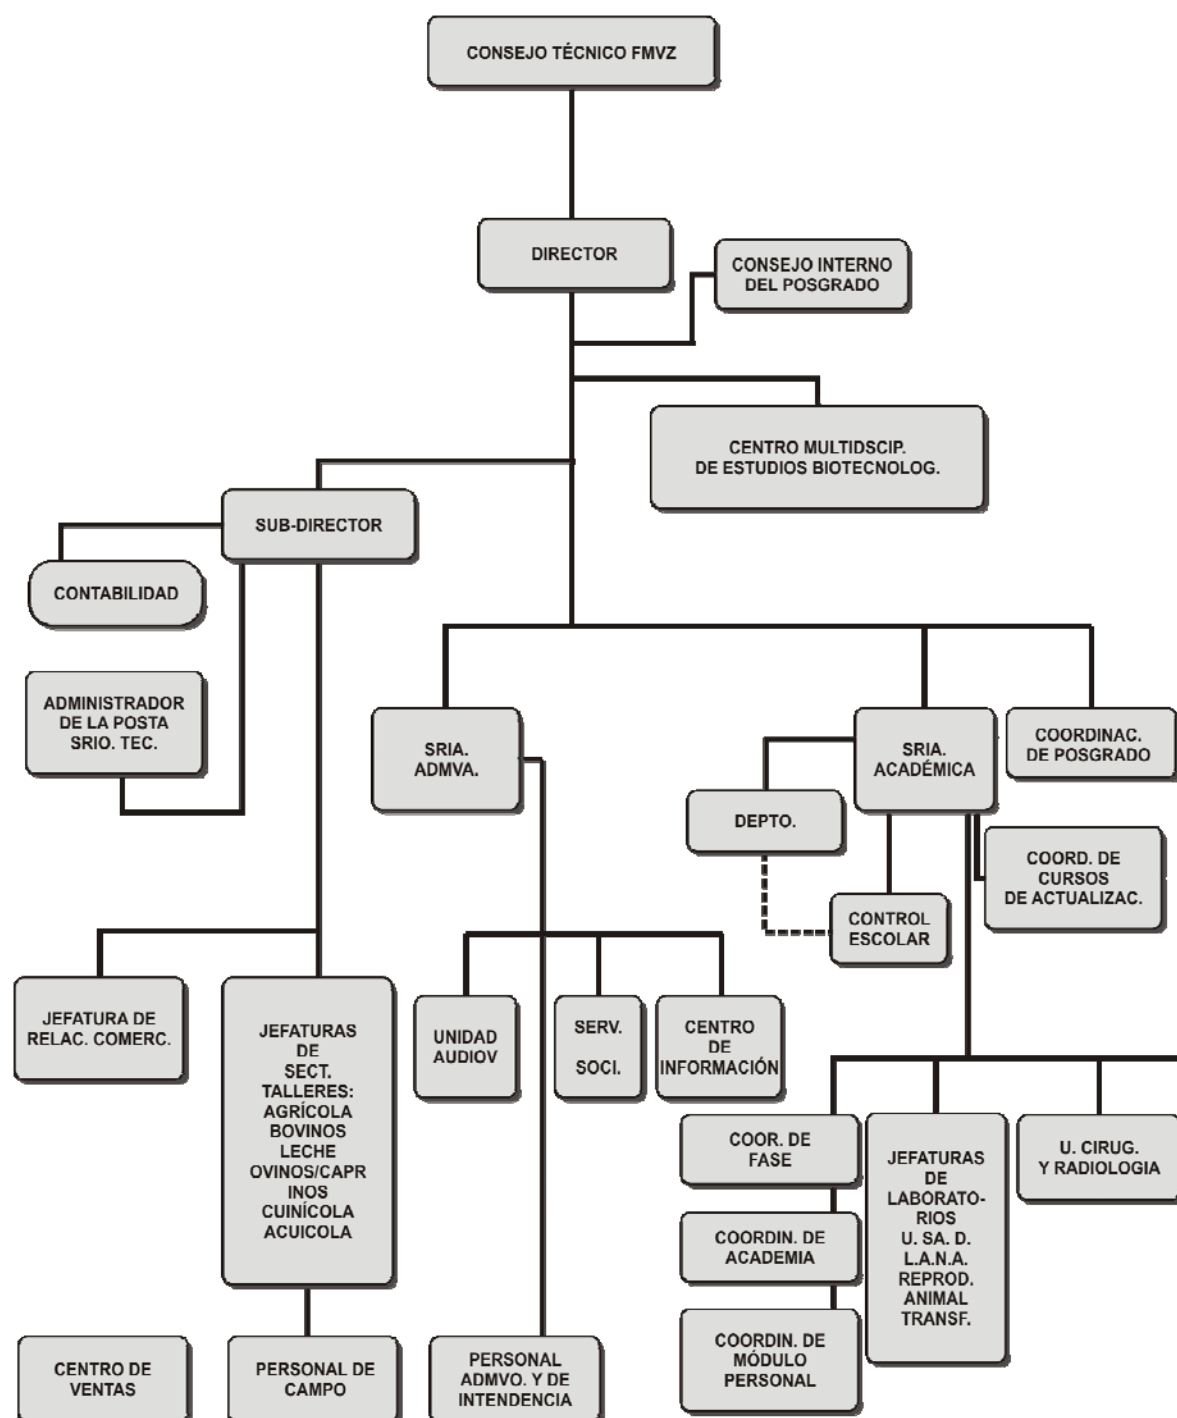 CONSEJO TÉCNICO FMVZ
DIRECTOR
CONSEJO INTERNO
DEL POSGRADO
CENTRO MULTIDSCIP.
DE ESTUDIOS BIOTECNOLOG.
SUB-DIRECTOR
CONTABILIDAD
ADMINISTRADOR
DE LA POSTA
SRIO. TEC.
SRIA.
ADMVA.
SRIA.
ACADÉMICA
COORDINAC.
DE POSGRADO
DEPTO.
COORD. DE
CURSOS
DE ACTUALIZAC.
CONTROL
ESCOLAR
JEFATURA DE
RELAC. COMERC.
JEFATURAS
DE
SECT.
TALLERES:
AGRÍCOLA
BOVINOS
LECHE
OVINOS/CAPR
INOS
CUINÍCOLA
ACUICOLA
UNIDAD
AUDIOV
SERV.
SOCI.
CENTRO
DE
INFORMACIÓN
COOR. DE
FASE
JEFATURAS
DE
LABORATO-
RIOS
U. SA. D.
L.A.N.A.
REPROD.
ANIMAL
TRANSF.
U. CIRUG.
Y RADIOLOGIA
COORDIN. DE
ACADEMIA
COORDIN. DE
MÓDULO
PERSONAL
CENTRO DE
VENTAS
PERSONAL DE
CAMPO
PERSONAL
ADMVO. Y DE
INTENDENCIA